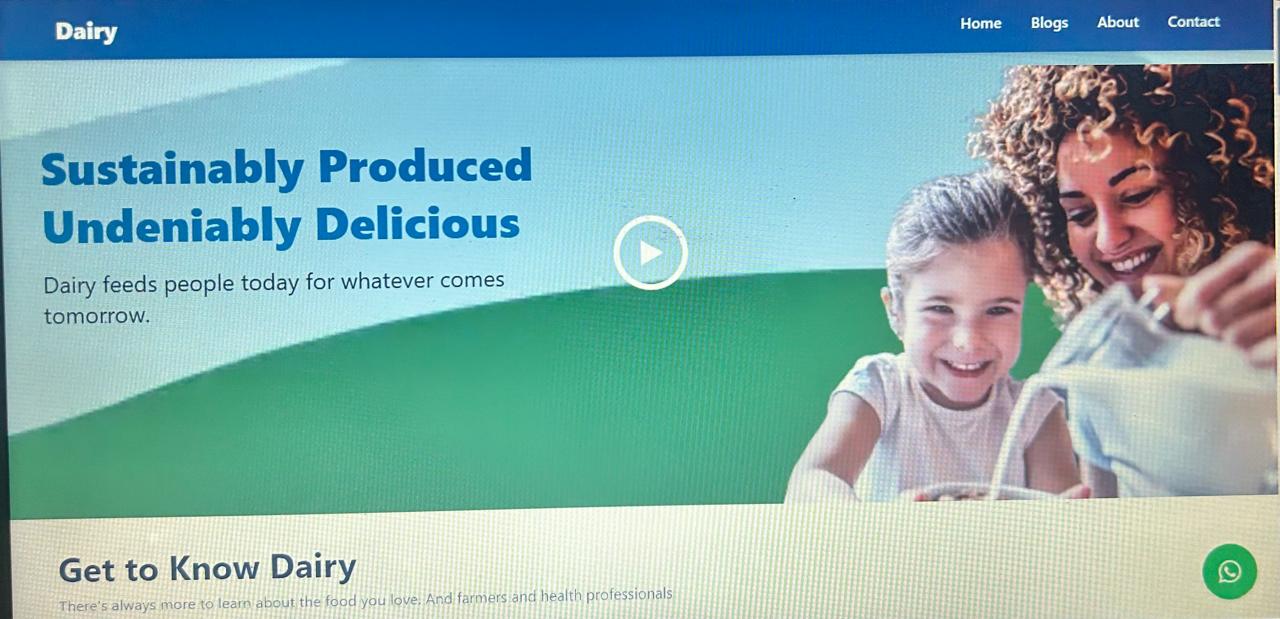 Dairy
Home Blogs About Contact
Sustainably Produced
Undeniably Delicious
Dairy feeds people today for whatever comes
tomorrow.
Get to Know Dairy
There's always more to learn about the food you love. And farmers and health professionals